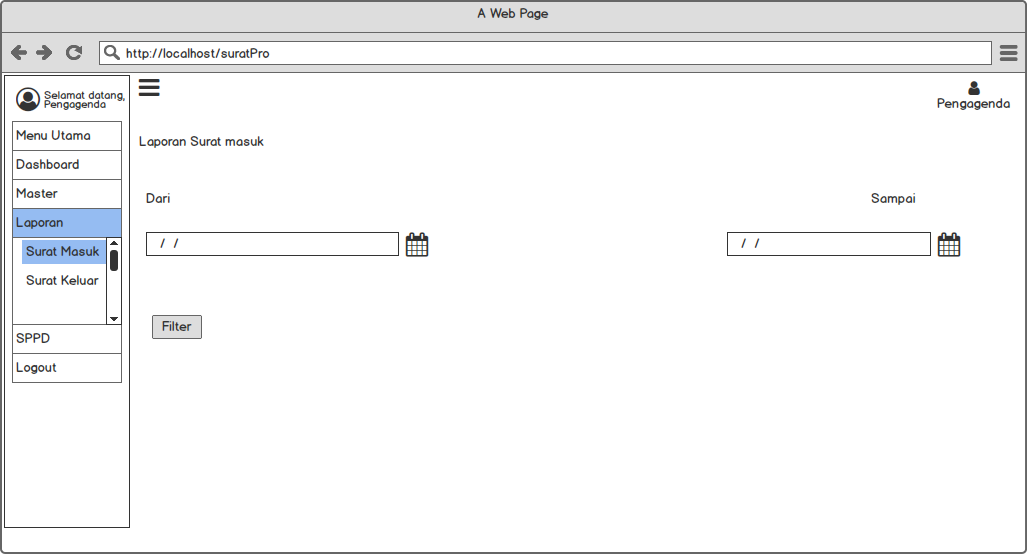 A Web Page
http://localhost/suratPro
Selamat datang,
Pengagenda
Pengagenda
Menu Utama
Dashboard
Master
Laporan
Surat Masuk
Surat Keluar
SPPD
Logout
Laporan Surat masuk
Dari
Sampai
/ /
/ /
Filter